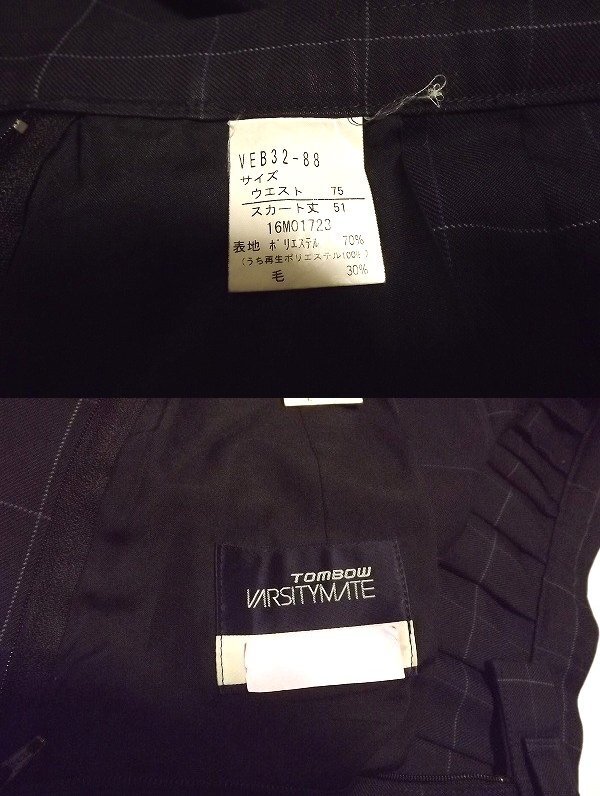 VEB32-88
サイズ
ウエスト 75
スカート丈 51
16M01723
表地 ポリエステル 70%
(うち再生ポリエステル100%)
毛 30%
TOMBOW
VARSITYMATE